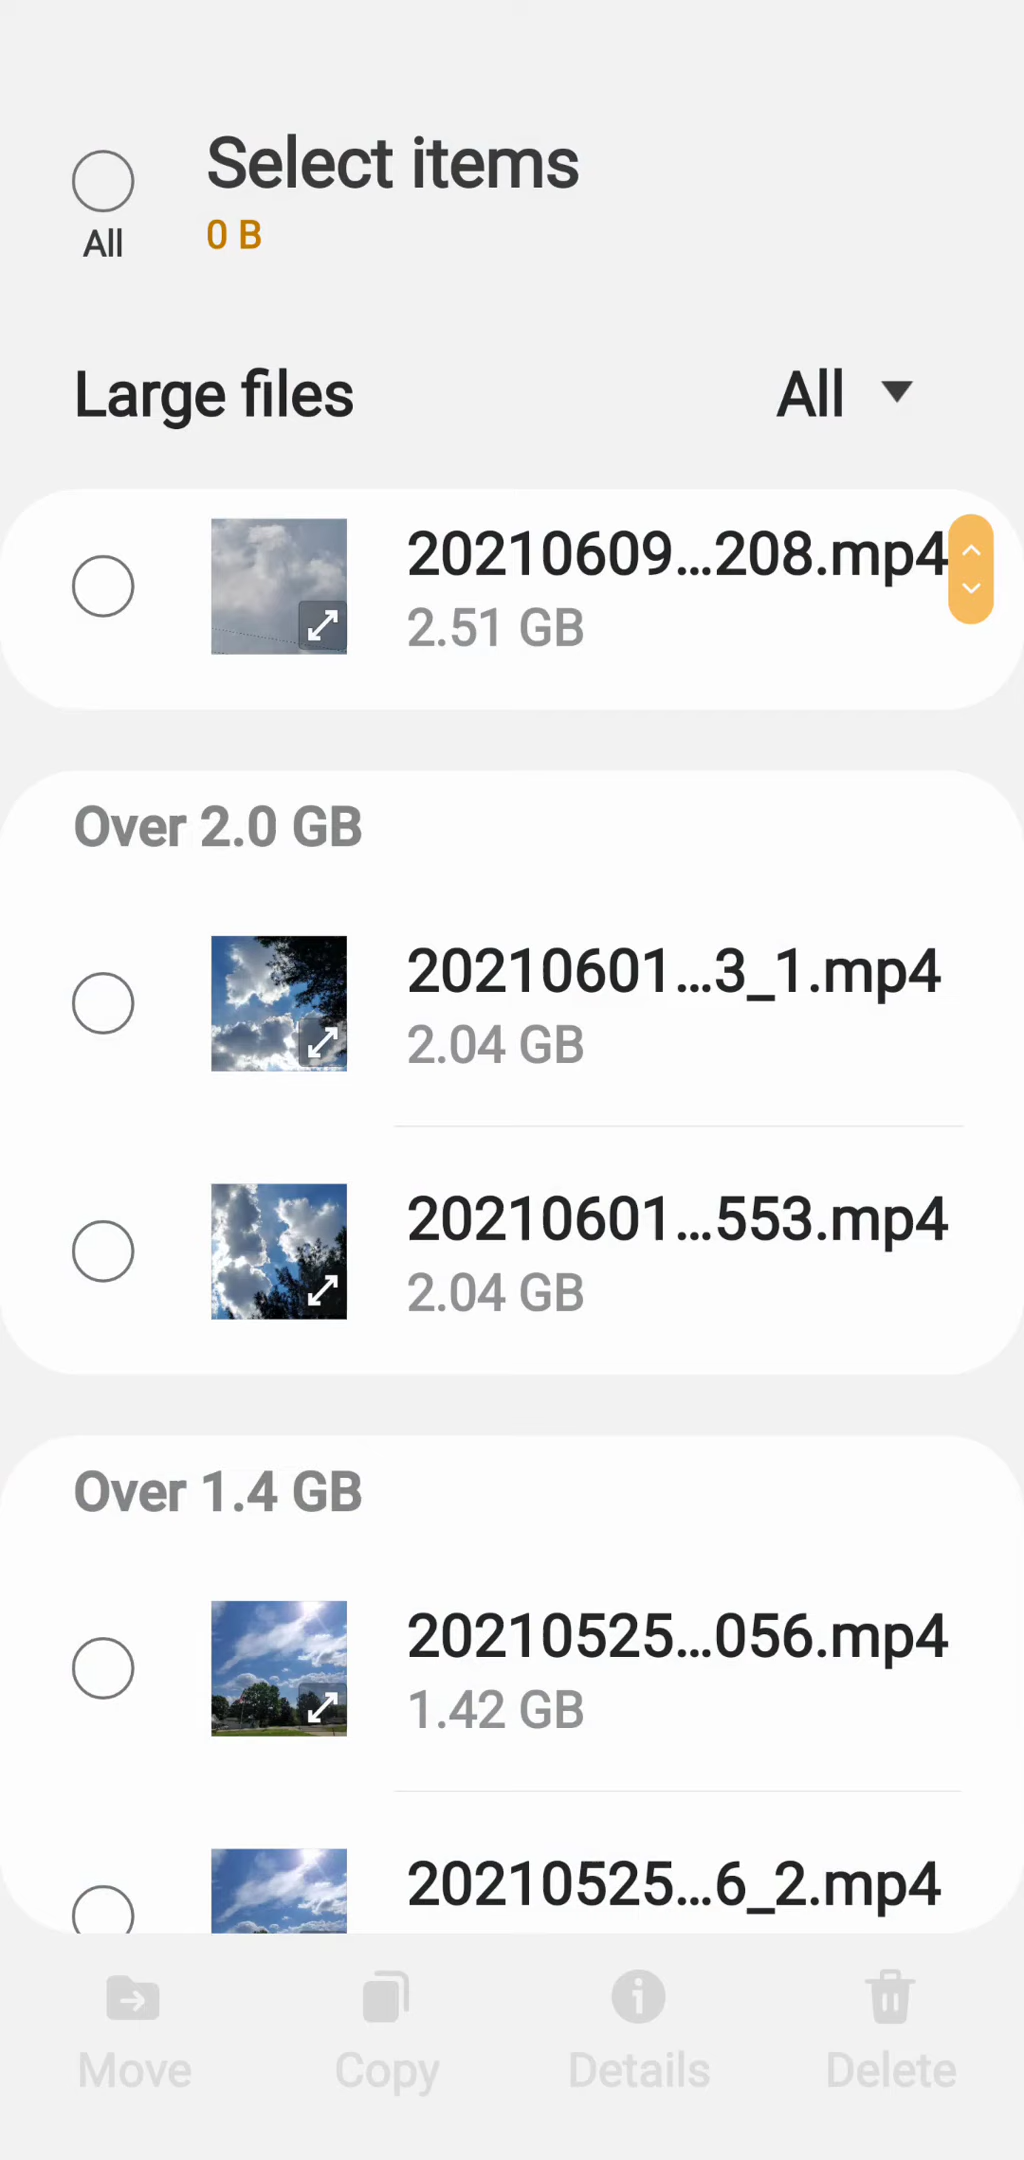 Select items
All
0 B
Large files
All
20210609...208.mp4
2.51 GB
Over 2.0 GB
20210601...3_1.mp4
2.04 GB
20210601...553.mp4
2.04 GB
Over 1.4 GB
20210525...056.mp4
1.42 GB
20210525...6_2.mp4
Move
Copy
Details
Delete